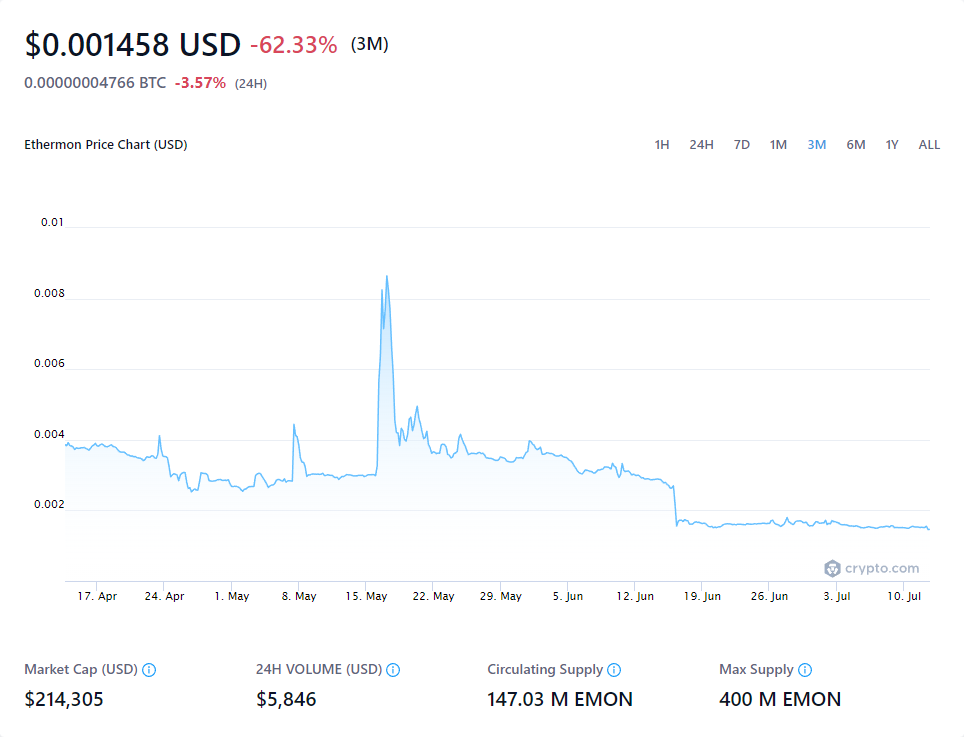 $0.001458 USD -62.33% (3M)
0.00000004766 BTC -3.57% (24H)
Ethermon Price Chart (USD) 1H 24H 7D 1M 3M 6M 1Y ALL
0.01
0.008
0.006
0.004
0.002
crypto.com
17. Apr 24. Apr 1. May 8. May 15. May 22. May 29. May 5. Jun 12. Jun 19. Jun 26. Jun 3. Jul 10. Jul
Market Cap (USD) 24H VOLUME (USD) Circulating Supply Max Supply
$214,305 $5,846 147.03 M EMON 400 M EMON